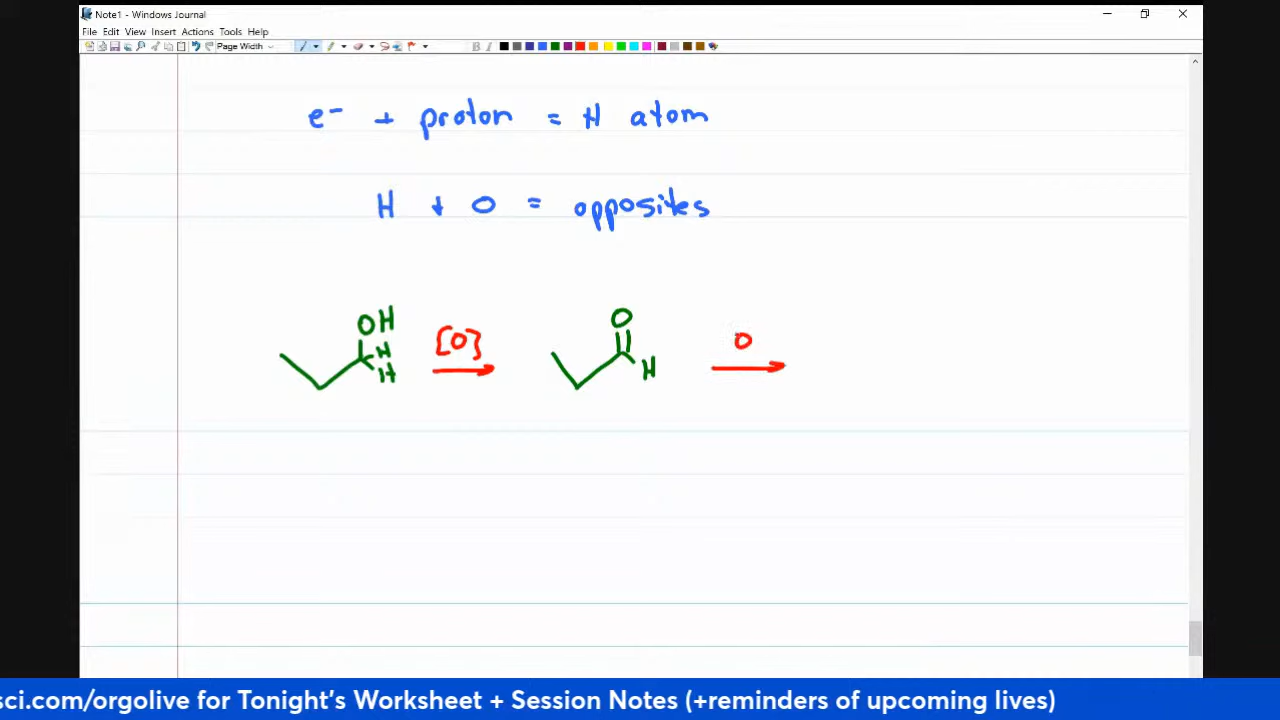 Note1 - Windows Journal
File Edit View Insert Actions Tools Help
Page Width
B I
e- + proton = H atom
H + O = opposites
OH
H
H
[O]
O
H
O
sci.com/orgolive for Tonight's Worksheet + Session Notes (+reminders of upcoming lives)